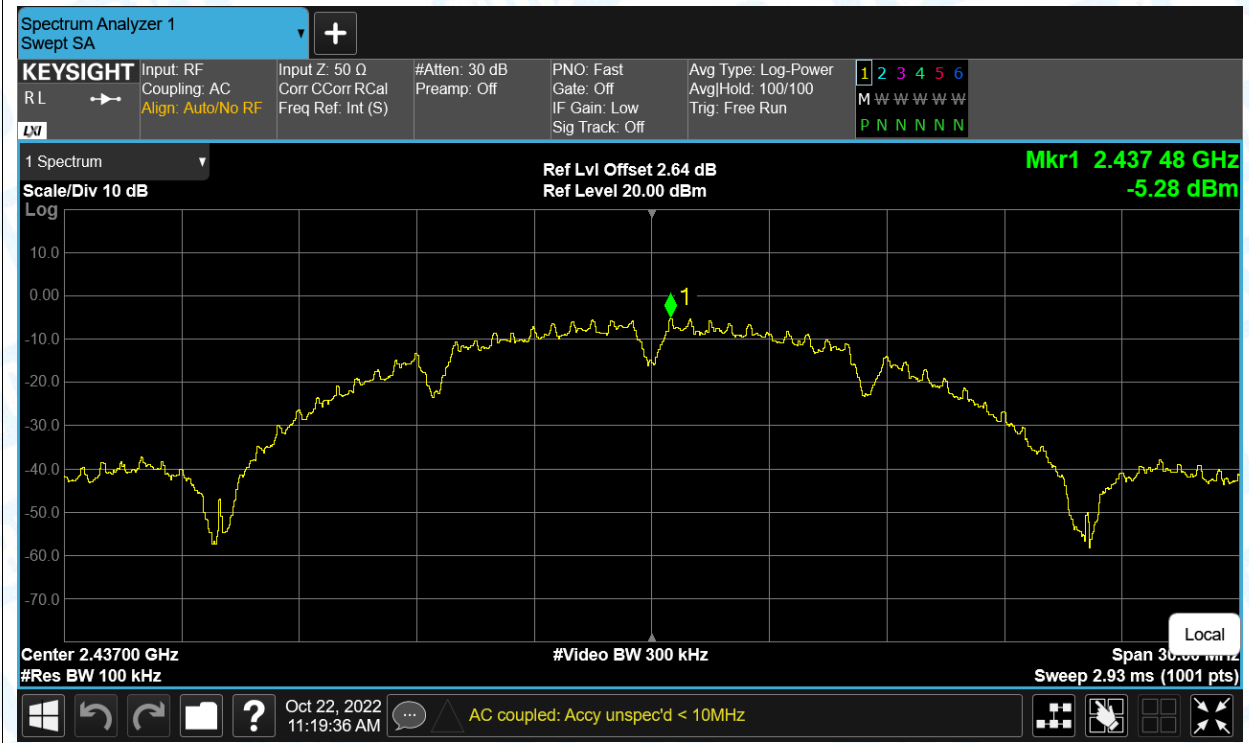 Spectrum Analyzer 1
Swept SA
KEYSIGHT
R L
LXI
Input: RF
Coupling: AC
Align: Auto/No RF
Input Z: 50 Ω
Corr CCorr RCal
Freq Ref: Int (S)
#Atten: 30 dB
Preamp: Off
PNO: Fast
Gate: Off
IF Gain: Low
Sig Track: Off
Avg Type: Log-Power
Avg|Hold: 100/100
Trig: Free Run
1 2 3 4 5 6
M W W W W W
P N N N N N
1 Spectrum
Scale/Div 10 dB
Log
Ref Lvl Offset 2.64 dB
Ref Level 20.00 dBm
Mkr1 2.437 48 GHz
-5.28 dBm
1
10.0
0.00
-10.0
-20.0
-30.0
-40.0
-50.0
-60.0
-70.0
Local
Center 2.43700 GHz
#Video BW 300 kHz
Span 30.00 MHz
#Res BW 100 kHz
Sweep 2.93 ms (1001 pts)
?
Oct 22, 2022
11:19:36 AM
AC coupled: Accy unspec'd < 10MHz